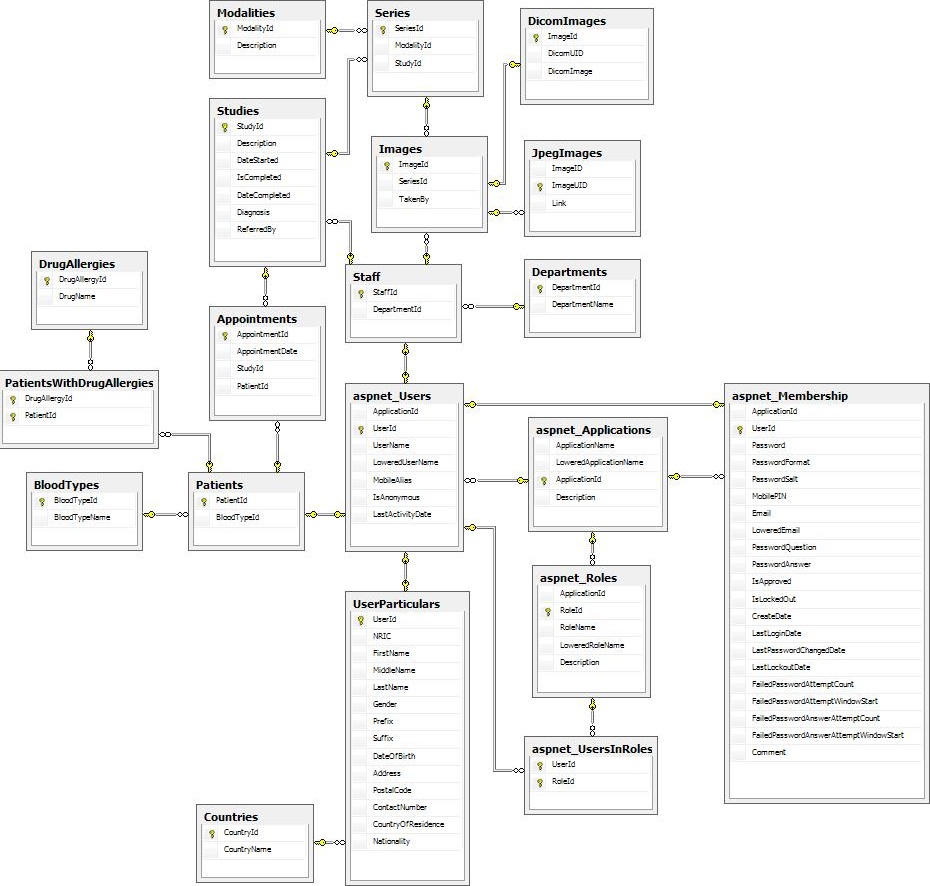 Modalities
ModalityId
Description
Series
SeriesId
ModalityId
StudyId
DicomImages
ImageId
DicomUID
DicomImage
Studies
StudyId
Description
DateStarted
IsCompleted
DateCompleted
Diagnosis
ReferredBy
Images
ImageId
SeriesId
TakenBy
JpegImages
ImageID
ImageUID
Link
DrugAllergies
DrugAllergyId
DrugName
Staff
StaffId
DepartmentId
Departments
DepartmentId
DepartmentName
Appointments
AppointmentId
AppointmentDate
StudyId
PatientId
PatientsWithDrugAllergies
DrugAllergyId
PatientId
aspnet_Users
ApplicationId
UserId
UserName
LoweredUserName
MobileAlias
IsAnonymous
LastActivityDate
aspnet_Applications
ApplicationName
LoweredApplicationName
ApplicationId
Description
aspnet_Membership
ApplicationId
UserId
Password
PasswordFormat
PasswordSalt
MobilePIN
Email
LoweredEmail
PasswordQuestion
PasswordAnswer
IsApproved
IsLockedOut
CreateDate
LastLoginDate
LastPasswordChangedDate
LastLockoutDate
FailedPasswordAttemptCount
FailedPasswordAttemptWindowStart
FailedPasswordAnswerAttemptCount
FailedPasswordAnswerAttemptWindowStart
Comment
BloodTypes
BloodTypeId
BloodTypeName
Patients
PatientId
BloodTypeId
aspnet_Roles
ApplicationId
RoleId
RoleName
LoweredRoleName
Description
UserParticulars
UserId
NRIC
FirstName
MiddleName
LastName
Gender
Prefix
Suffix
DateOfBirth
Address
PostalCode
ContactNumber
CountryOfResidence
Nationality
aspnet_UsersInRoles
UserId
RoleId
Countries
CountryId
CountryName